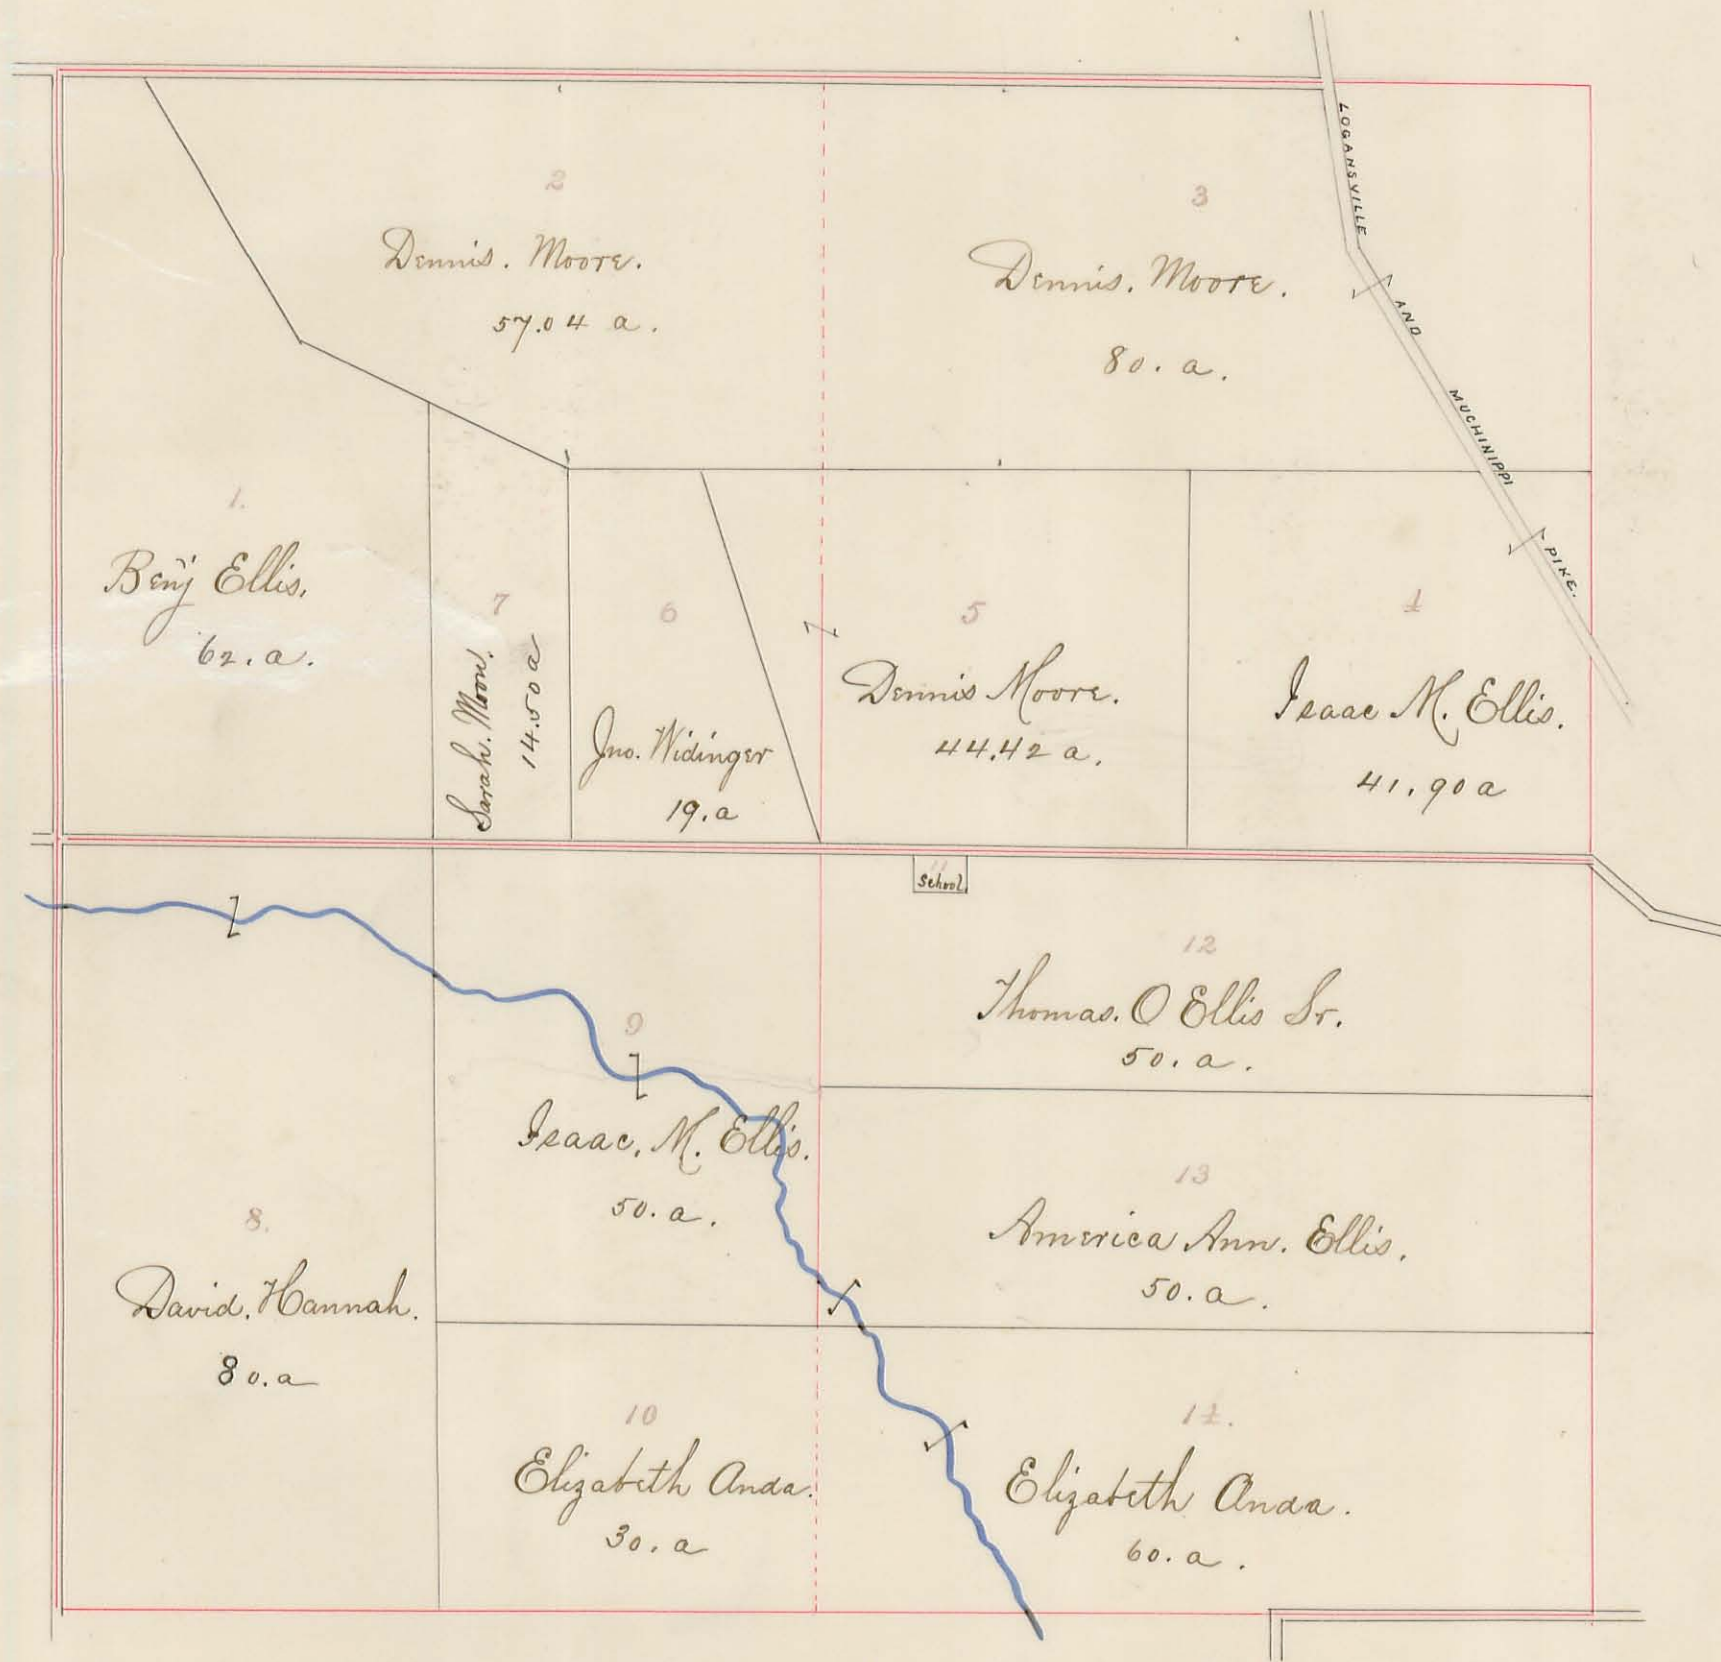 LOGANSVILLE AND MUCHINIPPI PIKE.
2
Dennis. Moore.
57.04 a.
3
Dennis. Moore.
80. a.
1.
Benj Ellis.
62. a.
7
Sarah. Moon.
14.50 a
6
Jno. Widinger
19. a
5
Dennis Moore.
44.42 a.
4
Isaac M. Ellis.
41.90 a
11
School
12
Thomas. O Ellis Sr.
50. a.
9
Isaac. M. Ellis.
50. a.
13
America Ann. Ellis.
50. a.
8.
David. Hannah.
80. a
10
Elizabeth Anda.
30. a
14.
Elizabeth Anda.
60. a.